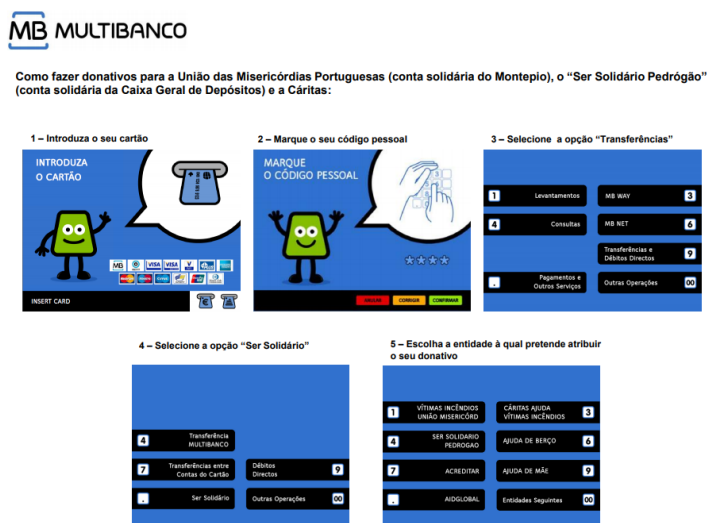 MB MULTIBANCO
Como fazer donativos para a União das Misericórdias Portuguesas (conta solidária do Montepio), o “Ser Solidário Pedrógão”
(conta solidária da Caixa Geral de Depósitos) e a Cáritas:
1 – Introduza o seu cartão
INTRODUZA
O CARTÃO
MB
VISA
VISA
INSERT CARD
2 – Marque o seu código pessoal
MARQUE
O CÓDIGO PESSOAL
ANULAR
CORRIGIR
CONFIRMAR
3 – Selecione a opção “Transferências”
1 Levantamentos
MB WAY 3
4 Consultas
MB NET 6
Transferências e
Débitos Directos 9
. Pagamentos e
Outros Serviços
Outras Operações 00
4 – Selecione a opção “Ser Solidário”
4 Transferência
MULTIBANCO
7 Transferências entre
Contas do Cartão
Débitos
Directos 9
. Ser Solidário
Outras Operações 00
5 – Escolha a entidade à qual pretende atribuir
o seu donativo
1 VÍTIMAS INCÊNDIOS
UNIÃO MISERICÓRD
CÁRITAS AJUDA
VÍTIMAS INCÊNDIOS 3
4 SER SOLIDARIO
PEDROGAO
AJUDA DE BERÇO 6
7 ACREDITAR
AJUDA DE MÃE 9
. AIDGLOBAL
Entidades Seguintes 00